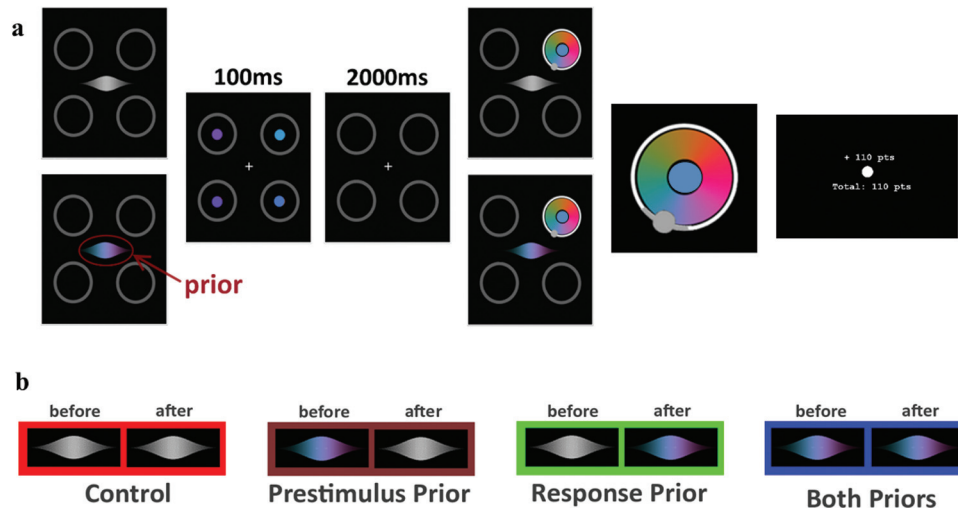 a
100ms
2000ms
+ 110 pts
Total: 110 pts
prior
b
before after
before after
before after
before after
Control
Prestimulus Prior
Response Prior
Both Priors